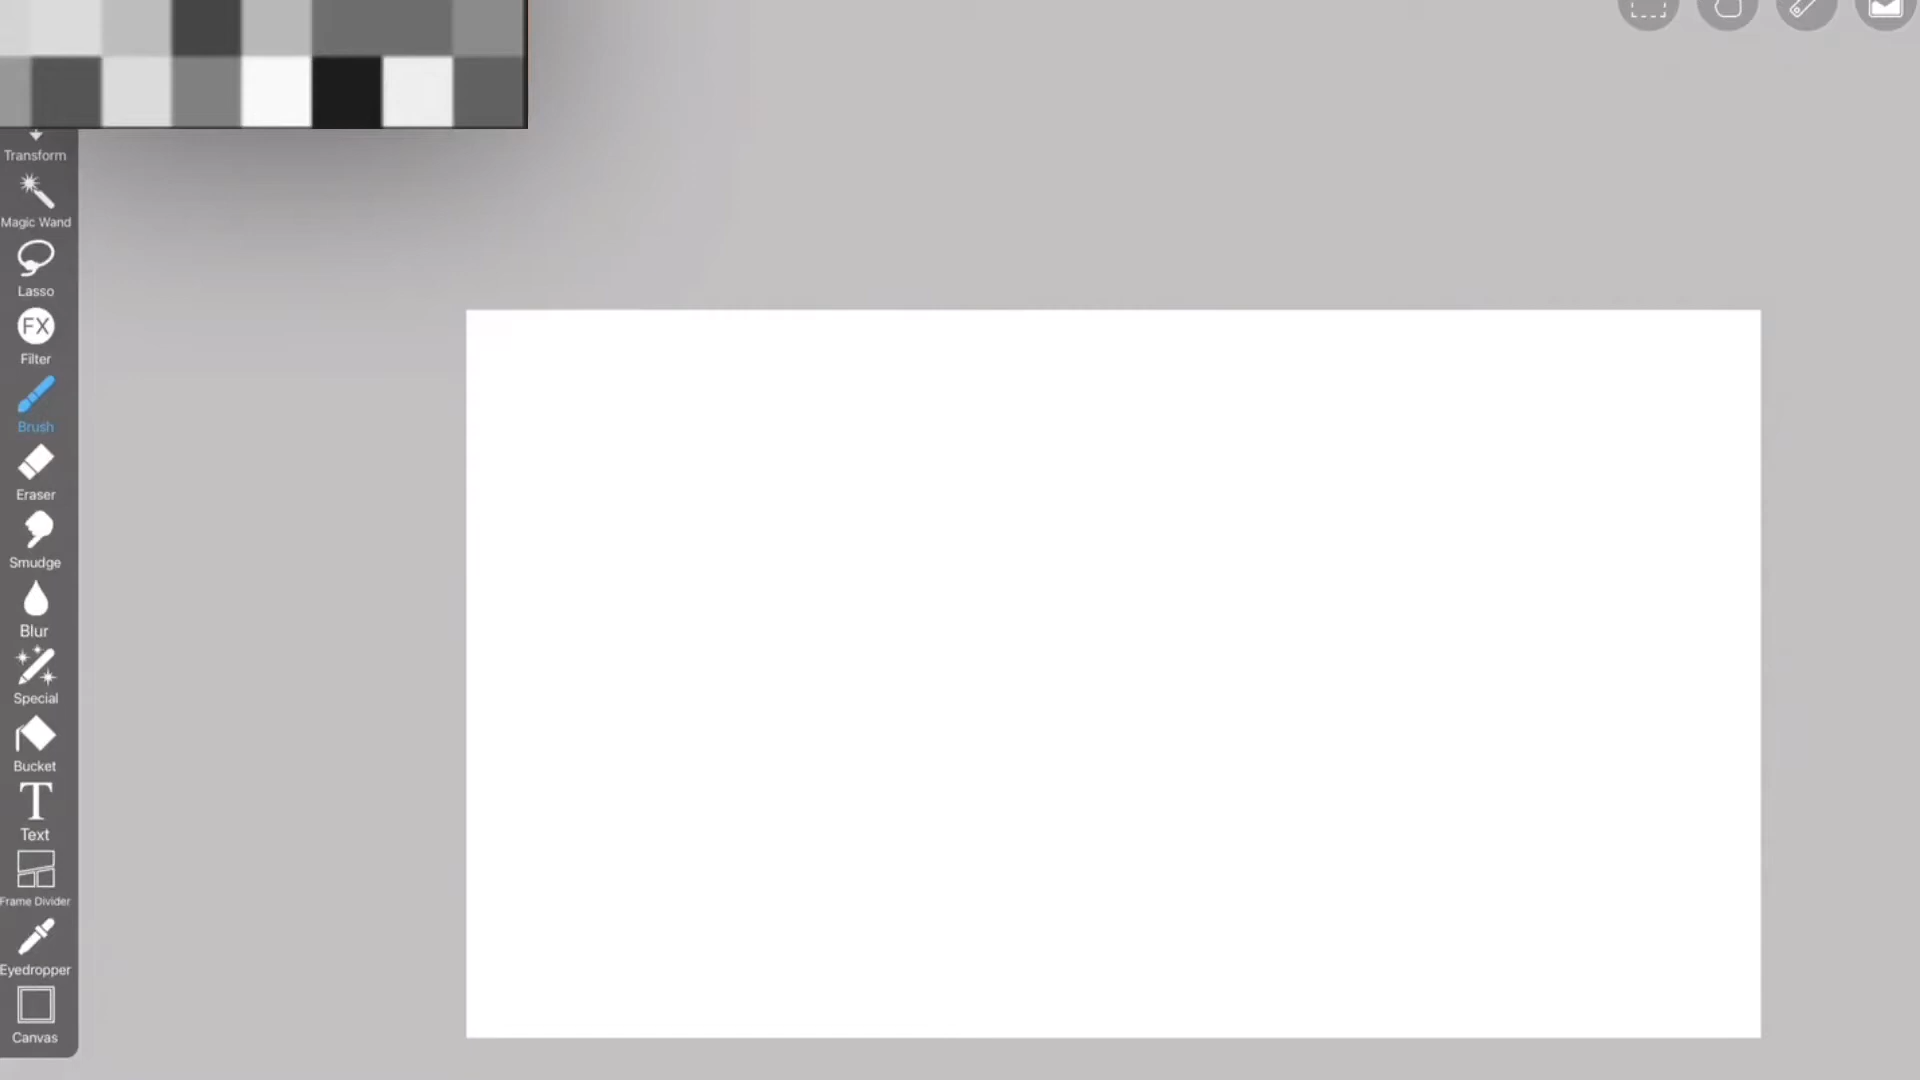 Transform
Magic Wand
Lasso
FX
Filter
Brush
Eraser
Smudge
Blur
Special
Bucket
T
Text
Frame Divider
Eyedropper
Canvas